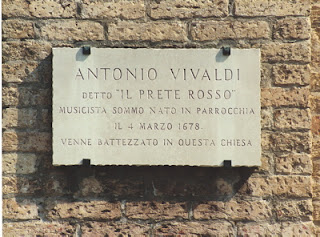 ANTONIO VIVALDI
DETTO "IL PRETE ROSSO"
MUSICISTA SOMMO NATO IN PARROCCHIA
IL 4 MARZO 1678
VENNE BATTEZZATO IN QUESTA CHIESA